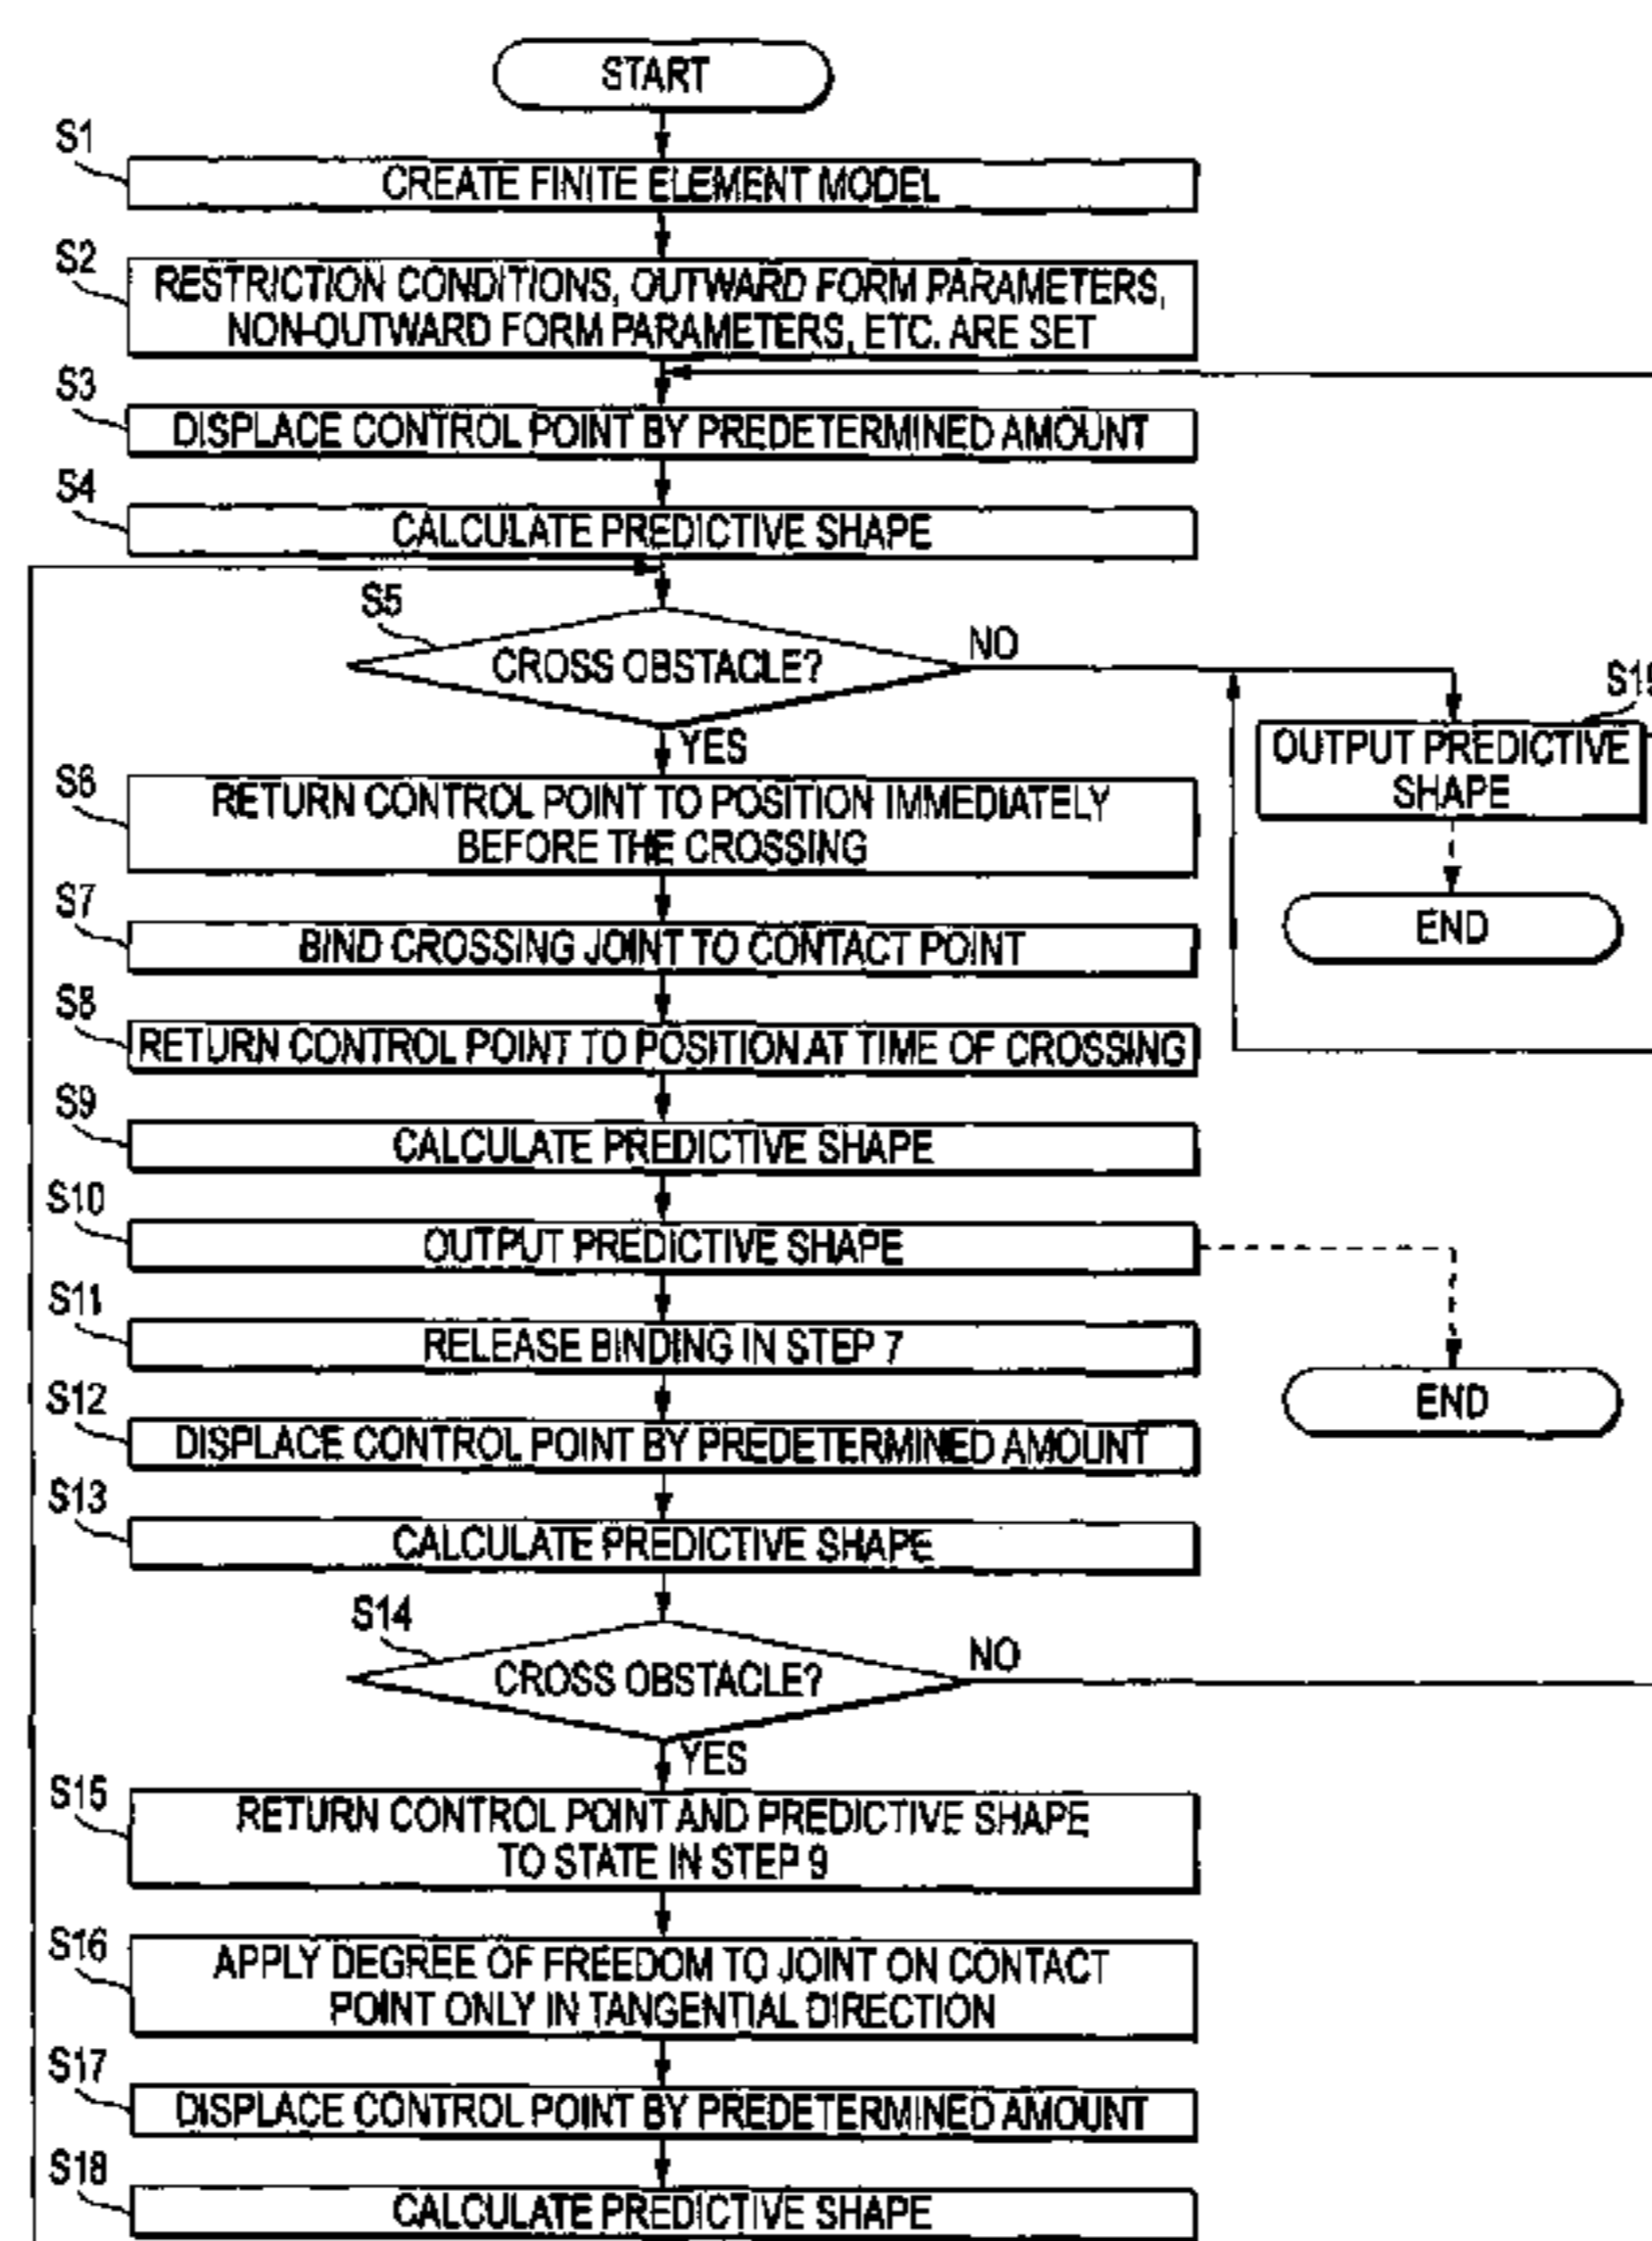 START
S1
CREATE FINITE ELEMENT MODEL
S2
RESTRICTION CONDITIONS, OUTWARD FORM PARAMETERS,
NON-OUTWARD FORM PARAMETERS, ETC. ARE SET
S3
DISPLACE CONTROL POINT BY PREDETERMINED AMOUNT
S4
CALCULATE PREDICTIVE SHAPE
S5
CROSS OBSTACLE?
NO
YES
OUTPUT PREDICTIVE
SHAPE
END
S6
RETURN CONTROL POINT TO POSITION IMMEDIATELY
BEFORE THE CROSSING
S7
BIND CROSSING JOINT TO CONTACT POINT
S8
RETURN CONTROL POINT TO POSITION AT TIME OF CROSSING
S9
CALCULATE PREDICTIVE SHAPE
S10
OUTPUT PREDICTIVE SHAPE
END
S11
RELEASE BINDING IN STEP 7
S12
DISPLACE CONTROL POINT BY PREDETERMINED AMOUNT
S13
CALCULATE PREDICTIVE SHAPE
S14
CROSS OBSTACLE?
NO
YES
S15
RETURN CONTROL POINT AND PREDICTIVE SHAPE
TO STATE IN STEP 9
S16
APPLY DEGREE OF FREEDOM TO JOINT ON CONTACT
POINT ONLY IN TANGENTIAL DIRECTION
S17
DISPLACE CONTROL POINT BY PREDETERMINED AMOUNT
S18
CALCULATE PREDICTIVE SHAPE